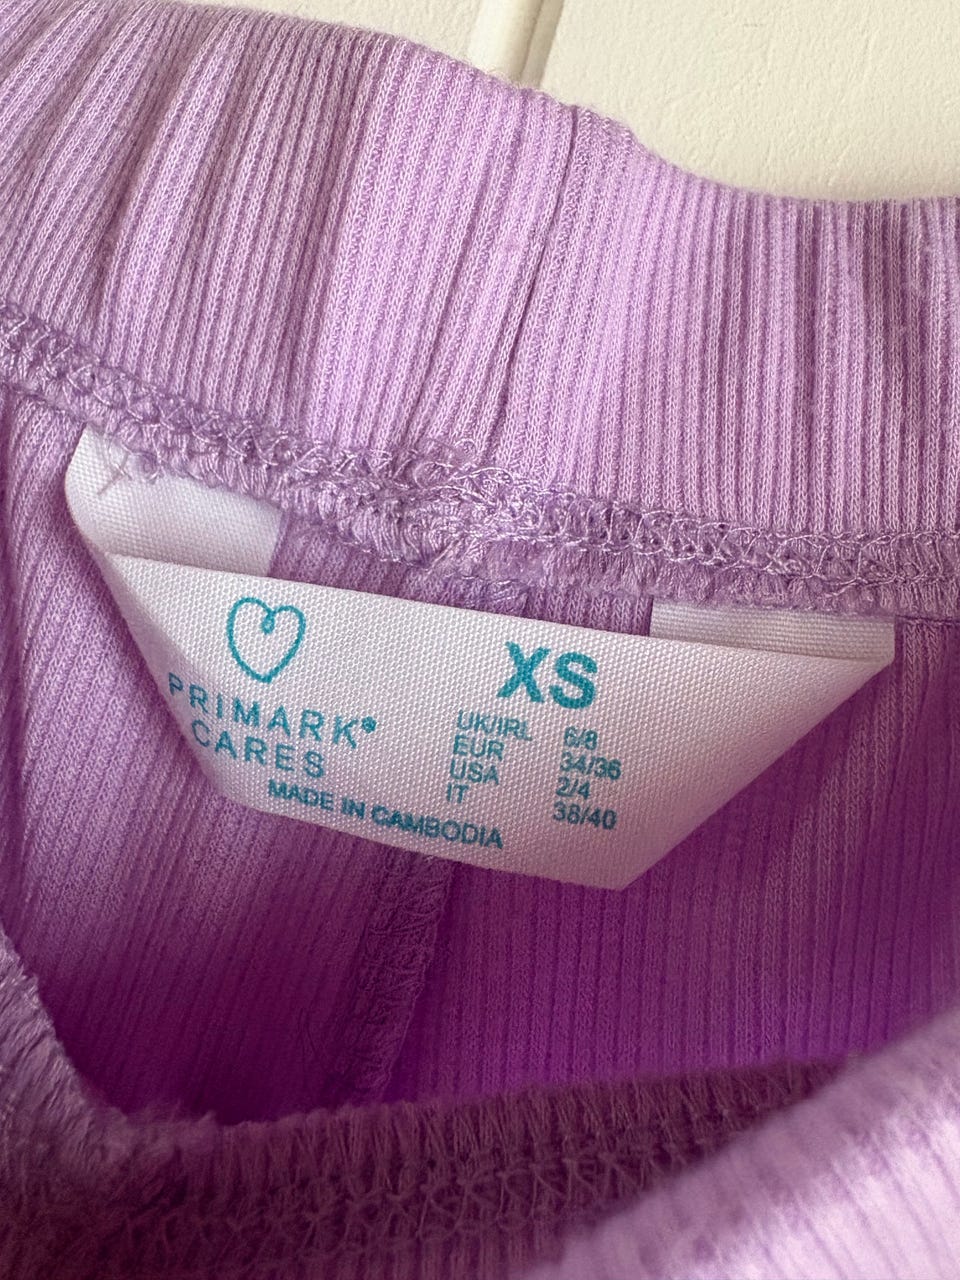 PRIMARK®
CARES
XS
UK/IRL 6/8
EUR 34/36
USA 2/4
IT 38/40
MADE IN CAMBODIA